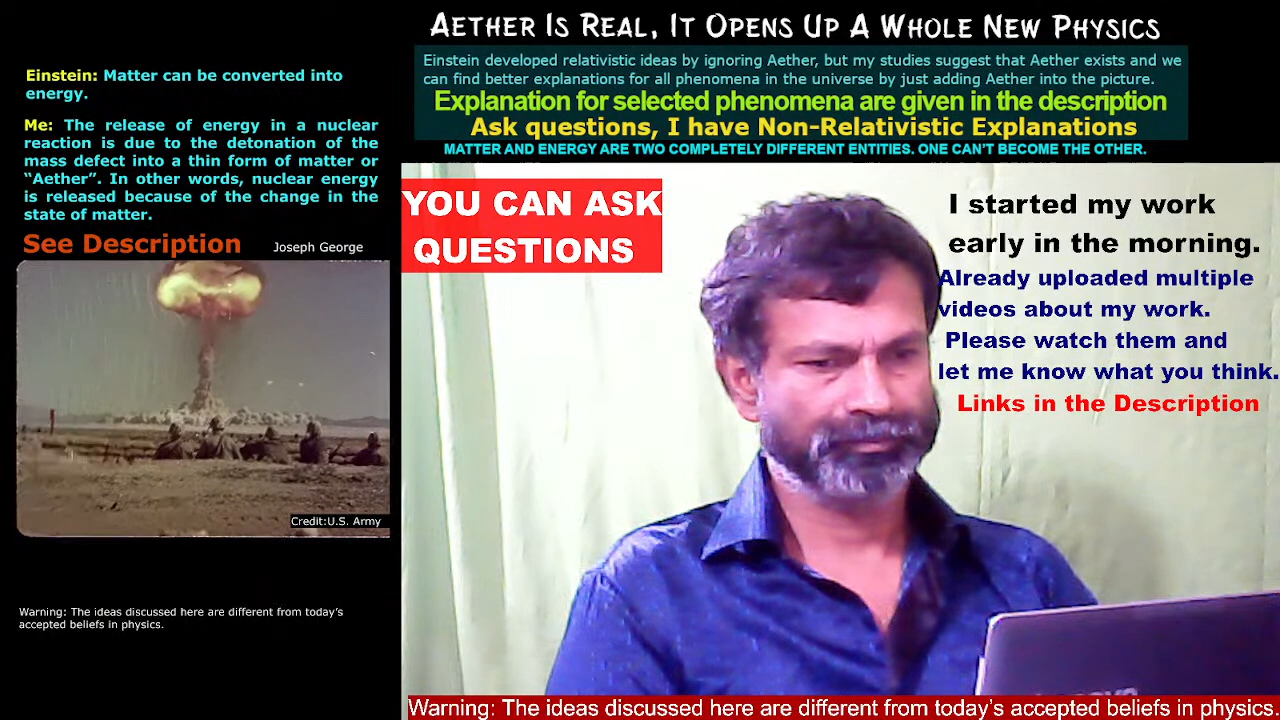 Einstein: Matter can be converted into
energy.
Me: The release of energy in a nuclear
reaction is due to the detonation of the
mass defect into a thin form of matter or
“Aether”. In other words, nuclear energy
is released because of the change in the
state of matter.
See Description Joseph George
Credit:U.S. Army
Warning: The ideas discussed here are different from today’s
accepted beliefs in physics.
Aether Is Real, It Opens Up A Whole New Physics
Einstein developed relativistic ideas by ignoring Aether, but my studies suggest that Aether exists and we
can find better explanations for all phenomena in the universe by just adding Aether into the picture.
Explanation for selected phenomena are given in the description
Ask questions, I have Non-Relativistic Explanations
MATTER AND ENERGY ARE TWO COMPLETELY DIFFERENT ENTITIES. ONE CAN’T BECOME THE OTHER.
YOU CAN ASK
QUESTIONS
I started my work
early in the morning.
Already uploaded multiple
videos about my work.
Please watch them and
let me know what you think.
Links in the Description
Warning: The ideas discussed here are different from today’s accepted beliefs in physics.